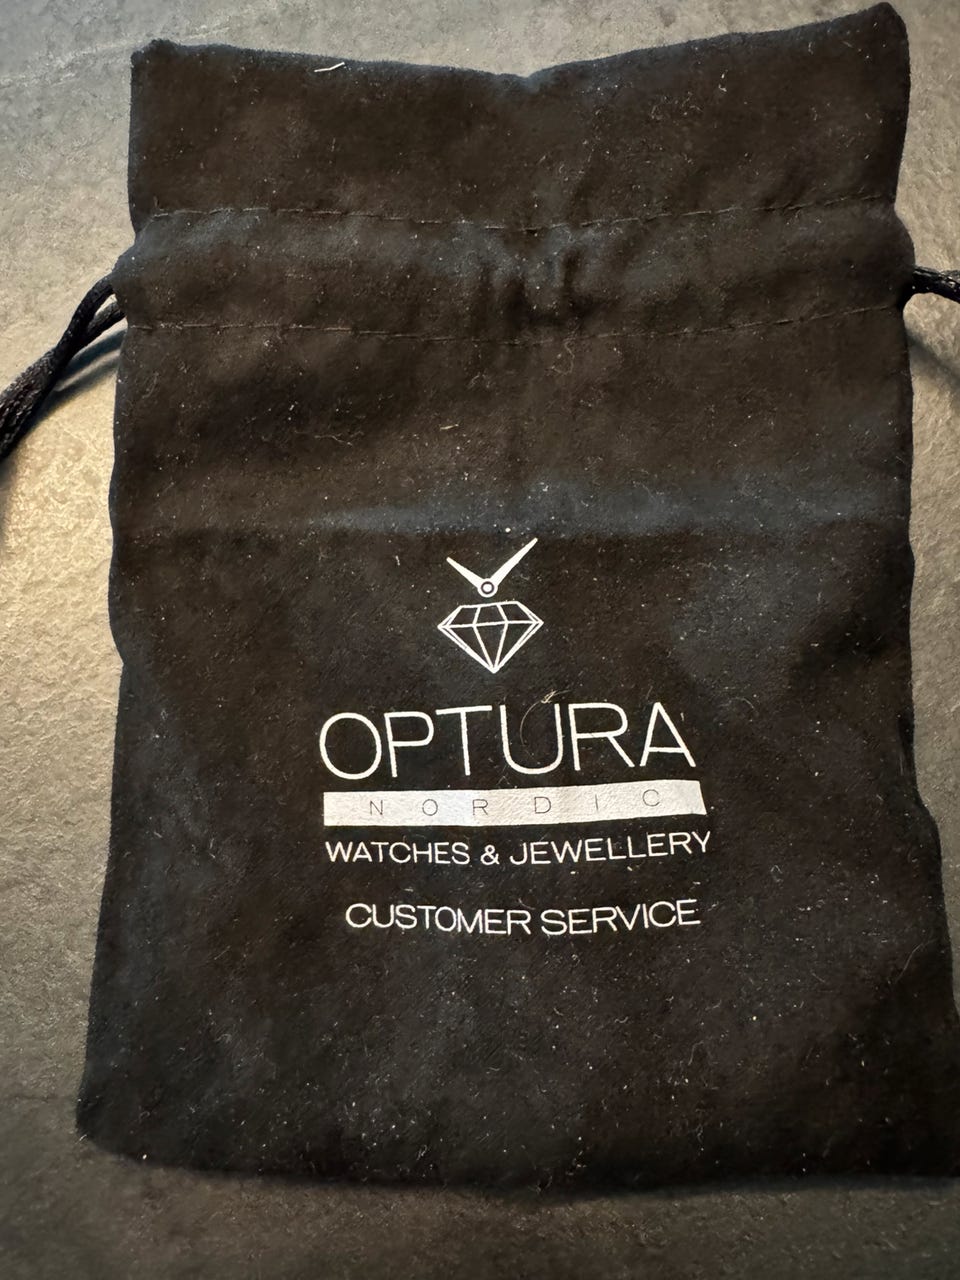 OPTURA
NORDIC
WATCHES & JEWELLERY
CUSTOMER SERVICE